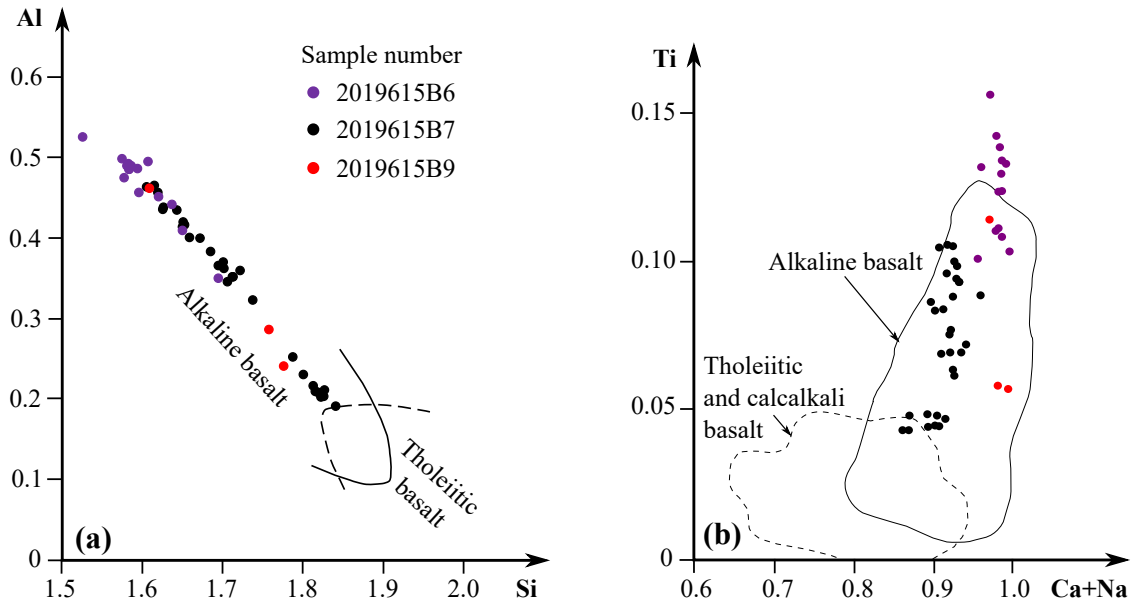 Al
0.6
0.5
0.4
0.3
0.2
0.1
0
1.5
1.6
1.7
1.8
1.9
2.0
Si
Sample number
2019615B6
2019615B7
2019615B9
Alkaline
basalt
Tholeiitic
basalt
(a)
Ti
0.15
0.10
0.05
0
0.6
0.7
0.8
0.9
1.0
Ca+Na
Alkaline basalt
Tholeiitic
and calcalkali
basalt
(b)